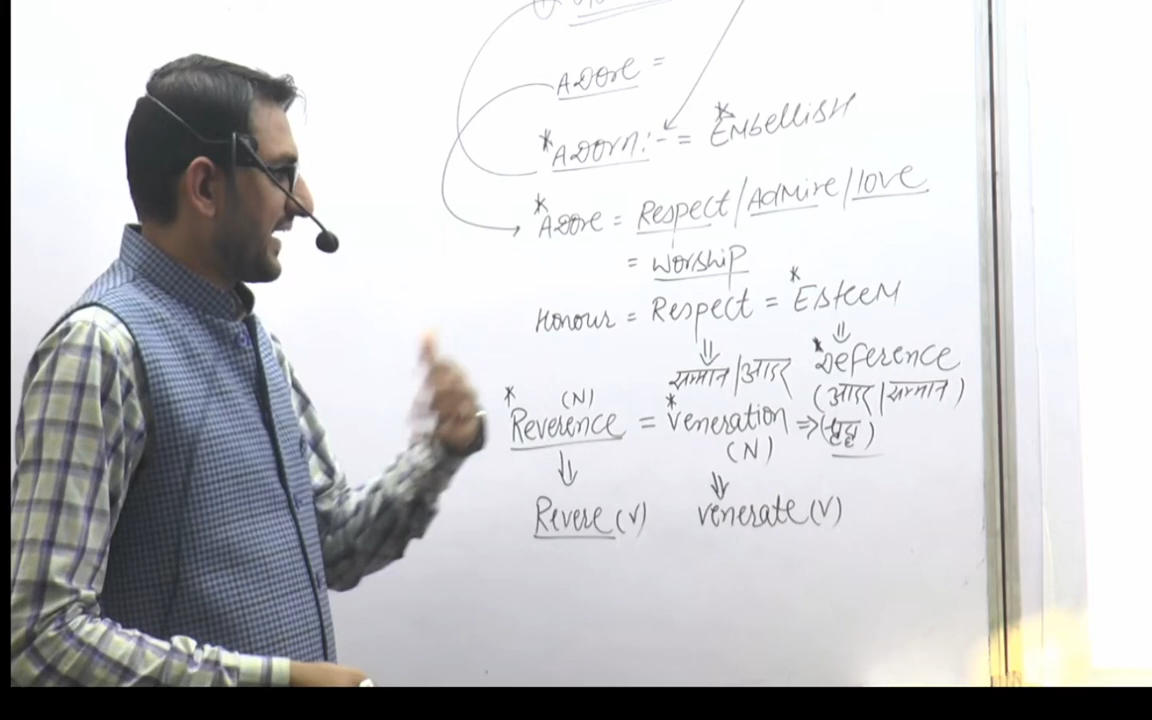 Adore =
*Adorn:- = *Embellish
*Adore = Respect/Admire/love
= worship
Honour = Respect = *Esteem
⇓ ⇓
सम्मान/आदर *Deference
(आदर/सम्मान)
*Reverence (N) = *veneration (N) ⇒
⇓ ⇓
Revere (v) venerate (v)